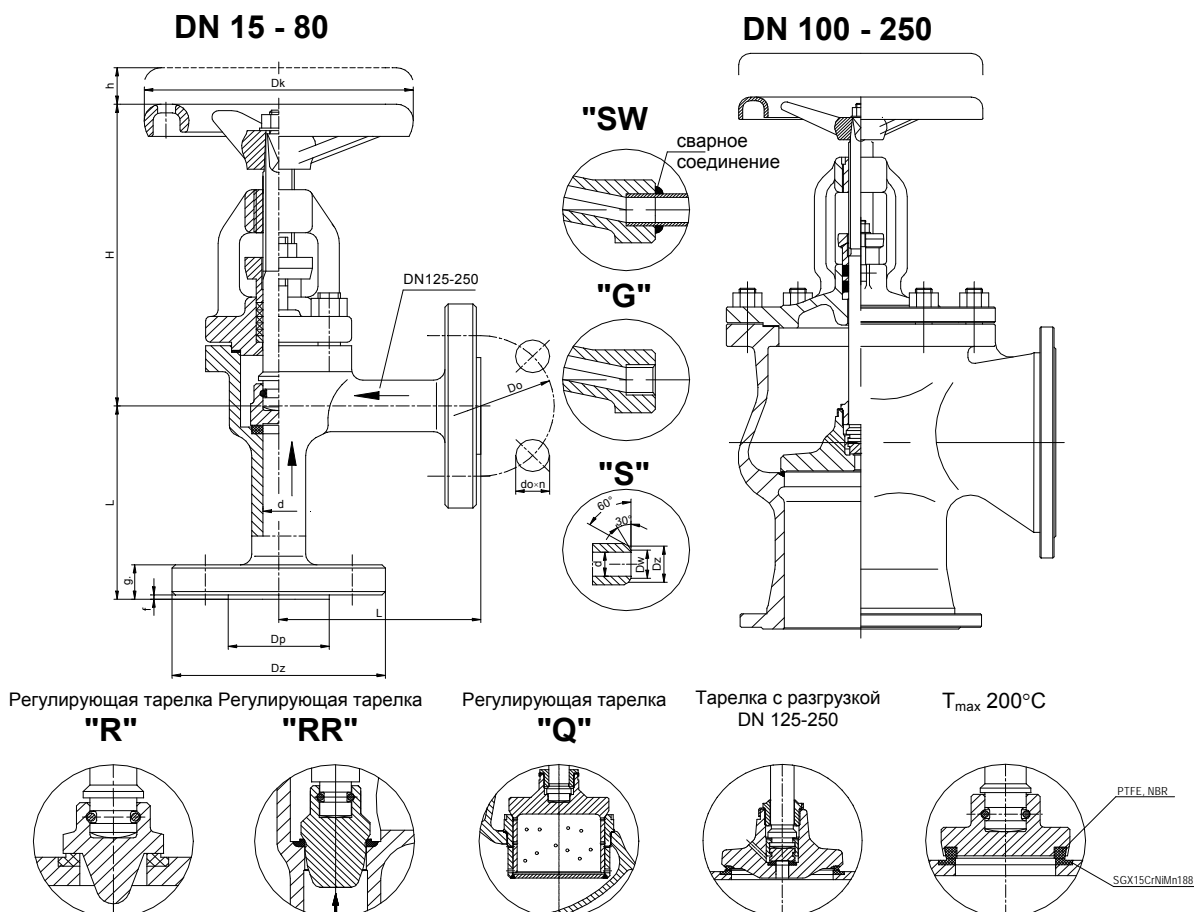 DN 15 - 80
DN 100 - 250
h
Dk
H
"SW
сварное
соединение
DN125-250
"G"
Do
do×n
"S"
60°
30°
d
Dw
Dz
d
L
g
f
L
Dp
Dz
Регулирующая тарелка
"R"
Регулирующая тарелка
"RR"
Регулирующая тарелка
"Q"
Тарелка с разгрузкой
DN 125-250
Tmax 200°C
PTFE, NBR
SGX15CrNiMn188